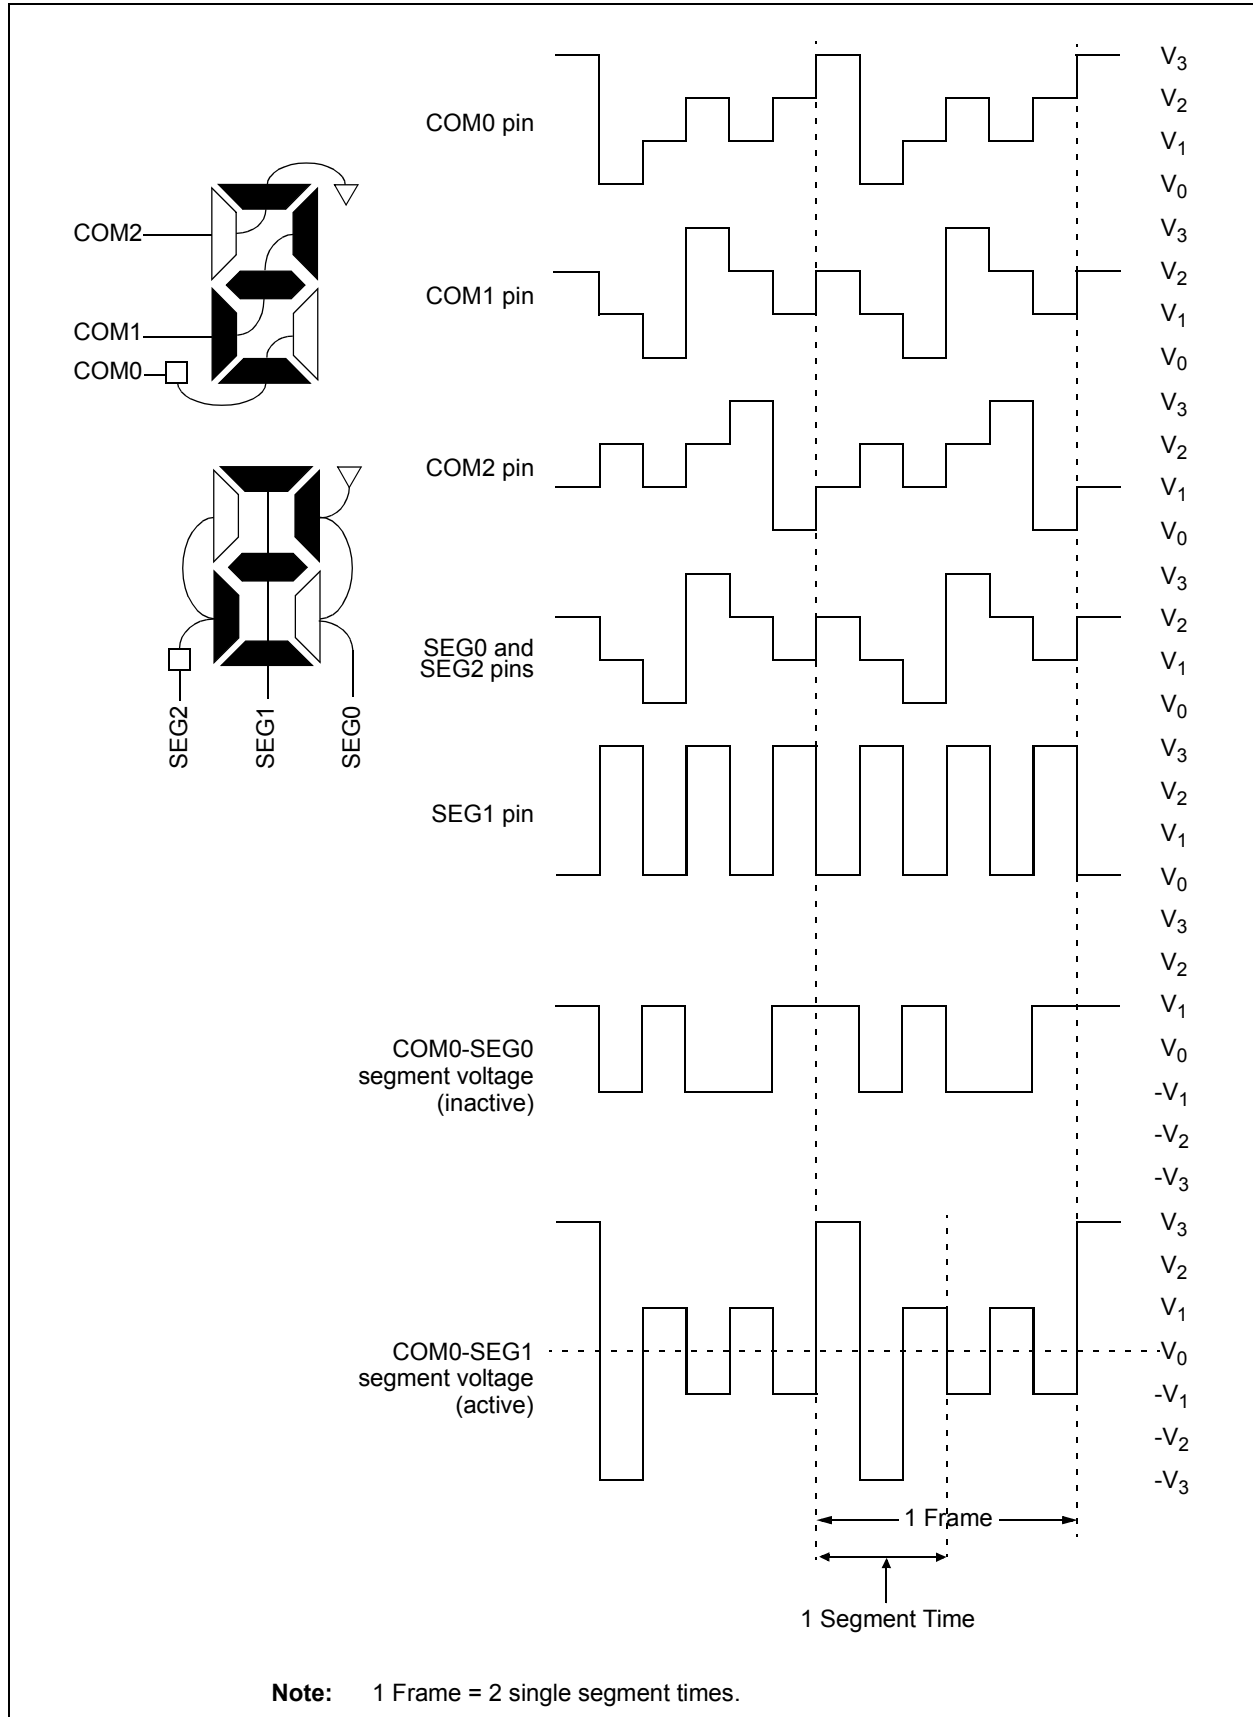 COM0 pin
V3
V2
V1
V0
COM2
COM1
COM0
COM1 pin
V3
V2
V1
V0
COM2 pin
V3
V2
V1
V0
SEG2
SEG1
SEG0
SEG0 and
SEG2 pins
V3
V2
V1
V0
SEG1 pin
V3
V2
V1
V0
COM0-SEG0
segment voltage
(inactive)
V3
V2
V1
V0
-V1
-V2
-V3
COM0-SEG1
segment voltage
(active)
V3
V2
V1
V0
-V1
-V2
-V3
1 Frame
1 Segment Time
Note: 1 Frame = 2 single segment times.